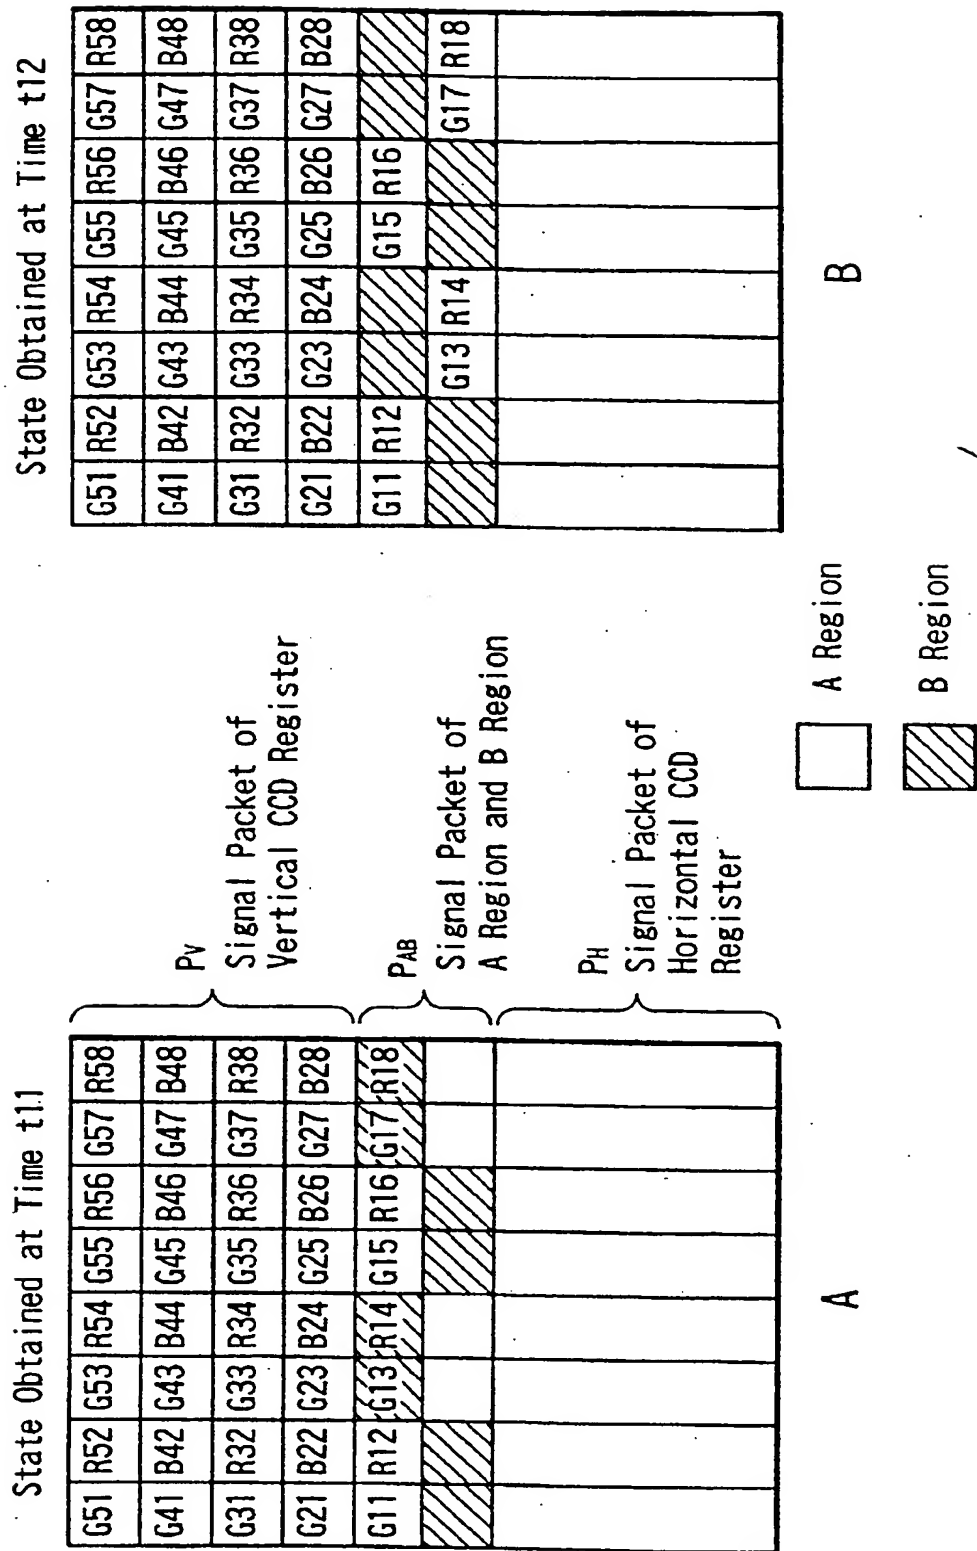 State Obtained at Time t11
G51 R52 G53 R54 G55 R56 G57 R58
G41 B42 G43 B44 G45 B46 G47 B48
G31 R32 G33 R34 G35 R36 G37 R38
G21 B22 G23 B24 G25 B26 G27 B28
G11 R12 G13 R14 G15 R16 G17 R18
PV
Signal Packet of
Vertical CCD Register
PAB
Signal Packet of
A Region and B Region
PH
Signal Packet of
Horizontal CCD
Register
A
State Obtained at Time t12
G51 R52 G53 R54 G55 R56 G57 R58
G41 B42 G43 B44 G45 B46 G47 B48
G31 R32 G33 R34 G35 R36 G37 R38
G21 B22 G23 B24 G25 B26 G27 B28
G11 R12 G15 R16
G13 R14 G17 R18
B
A Region
B Region